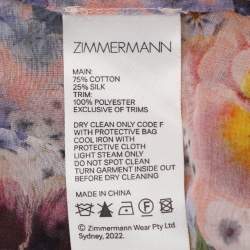 ZIMMERMANN
MAIN:
75% COTTON
25% SILK
TRIM:
100% POLYESTER
EXCLUSIVE OF TRIMS
DRY CLEAN ONLY CODE F
WITH PROTECTIVE BAG
COOL IRON WITH
PROTECTIVE CLOTH
LIGHT STEAM ONLY
DO NOT STEAM PRESS
TURN GARMENT INSIDE OUT
BEFORE DRY CLEANING
MADE IN CHINA
© Zimmermann Wear Pty Ltd
Sydney, 2022.